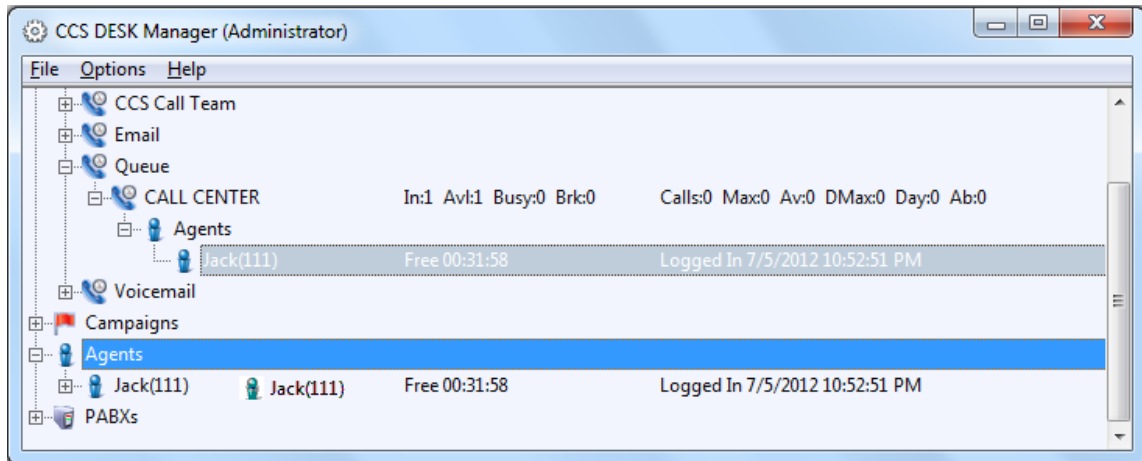 CCS DESK Manager (Administrator)
File Options Help
CCS Call Team
Email
Queue
CALL CENTER In:1 Avl:1 Busy:0 Brk:0 Calls:0 Max:0 Av:0 DMax:0 Day:0 Ab:0
Agents
Jack(111) Free 00:31:58 Logged In 7/5/2012 10:52:51 PM
Voicemail
Campaigns
Agents
Jack(111) Jack(111) Free 00:31:58 Logged In 7/5/2012 10:52:51 PM
PABXs